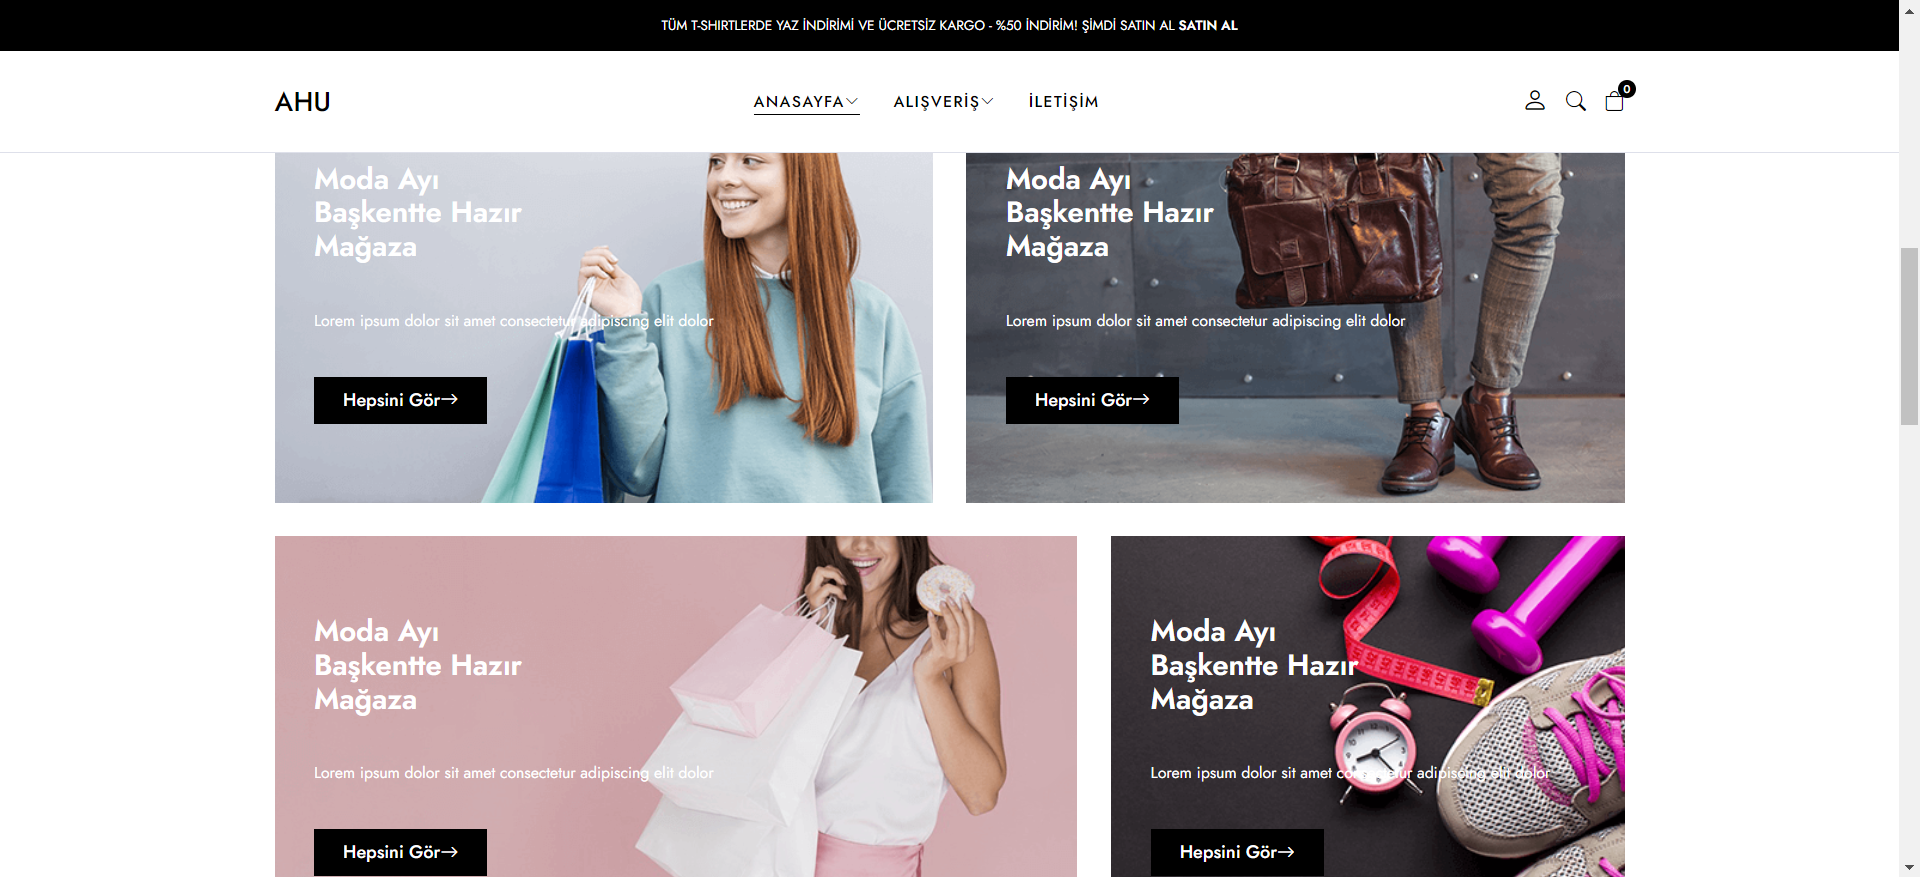 TÜM T-SHIRTLERDE YAZ İNDİRİMİ VE ÜCRETSİZ KARGO - %50 İNDİRİM! ŞİMDİ SATIN AL SATIN AL
AHU
ANASAYFA
ALIŞVERİŞ
İLETİŞİM
0
Moda Ayı
Başkentte Hazır
Mağaza
Lorem ipsum dolor sit amet consectetur adipiscing elit dolor
Hepsini Gör→
Moda Ayı
Başkentte Hazır
Mağaza
Lorem ipsum dolor sit amet consectetur adipiscing elit dolor
Hepsini Gör→
Moda Ayı
Başkentte Hazır
Mağaza
Lorem ipsum dolor sit amet consectetur adipiscing elit dolor
Hepsini Gör→
Moda Ayı
Başkentte Hazır
Mağaza
Lorem ipsum dolor sit amet consectetur adipiscing elit dolor
Hepsini Gör→